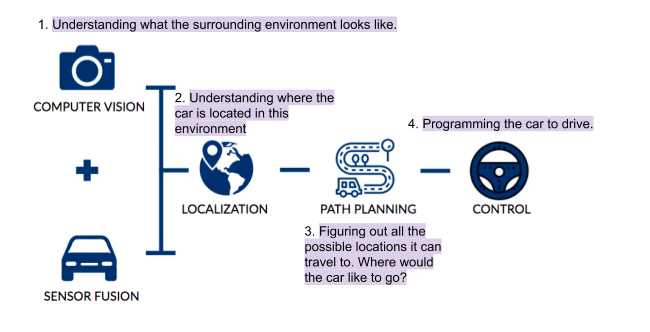 1. Understanding what the surrounding environment looks like.
COMPUTER VISION
2. Understanding where the
car is located in this
environment
4. Programming the car to drive.
LOCALIZATION
PATH PLANNING
CONTROL
3. Figuring out all the
possible locations it can
travel to. Where would
the car like to go?
SENSOR FUSION